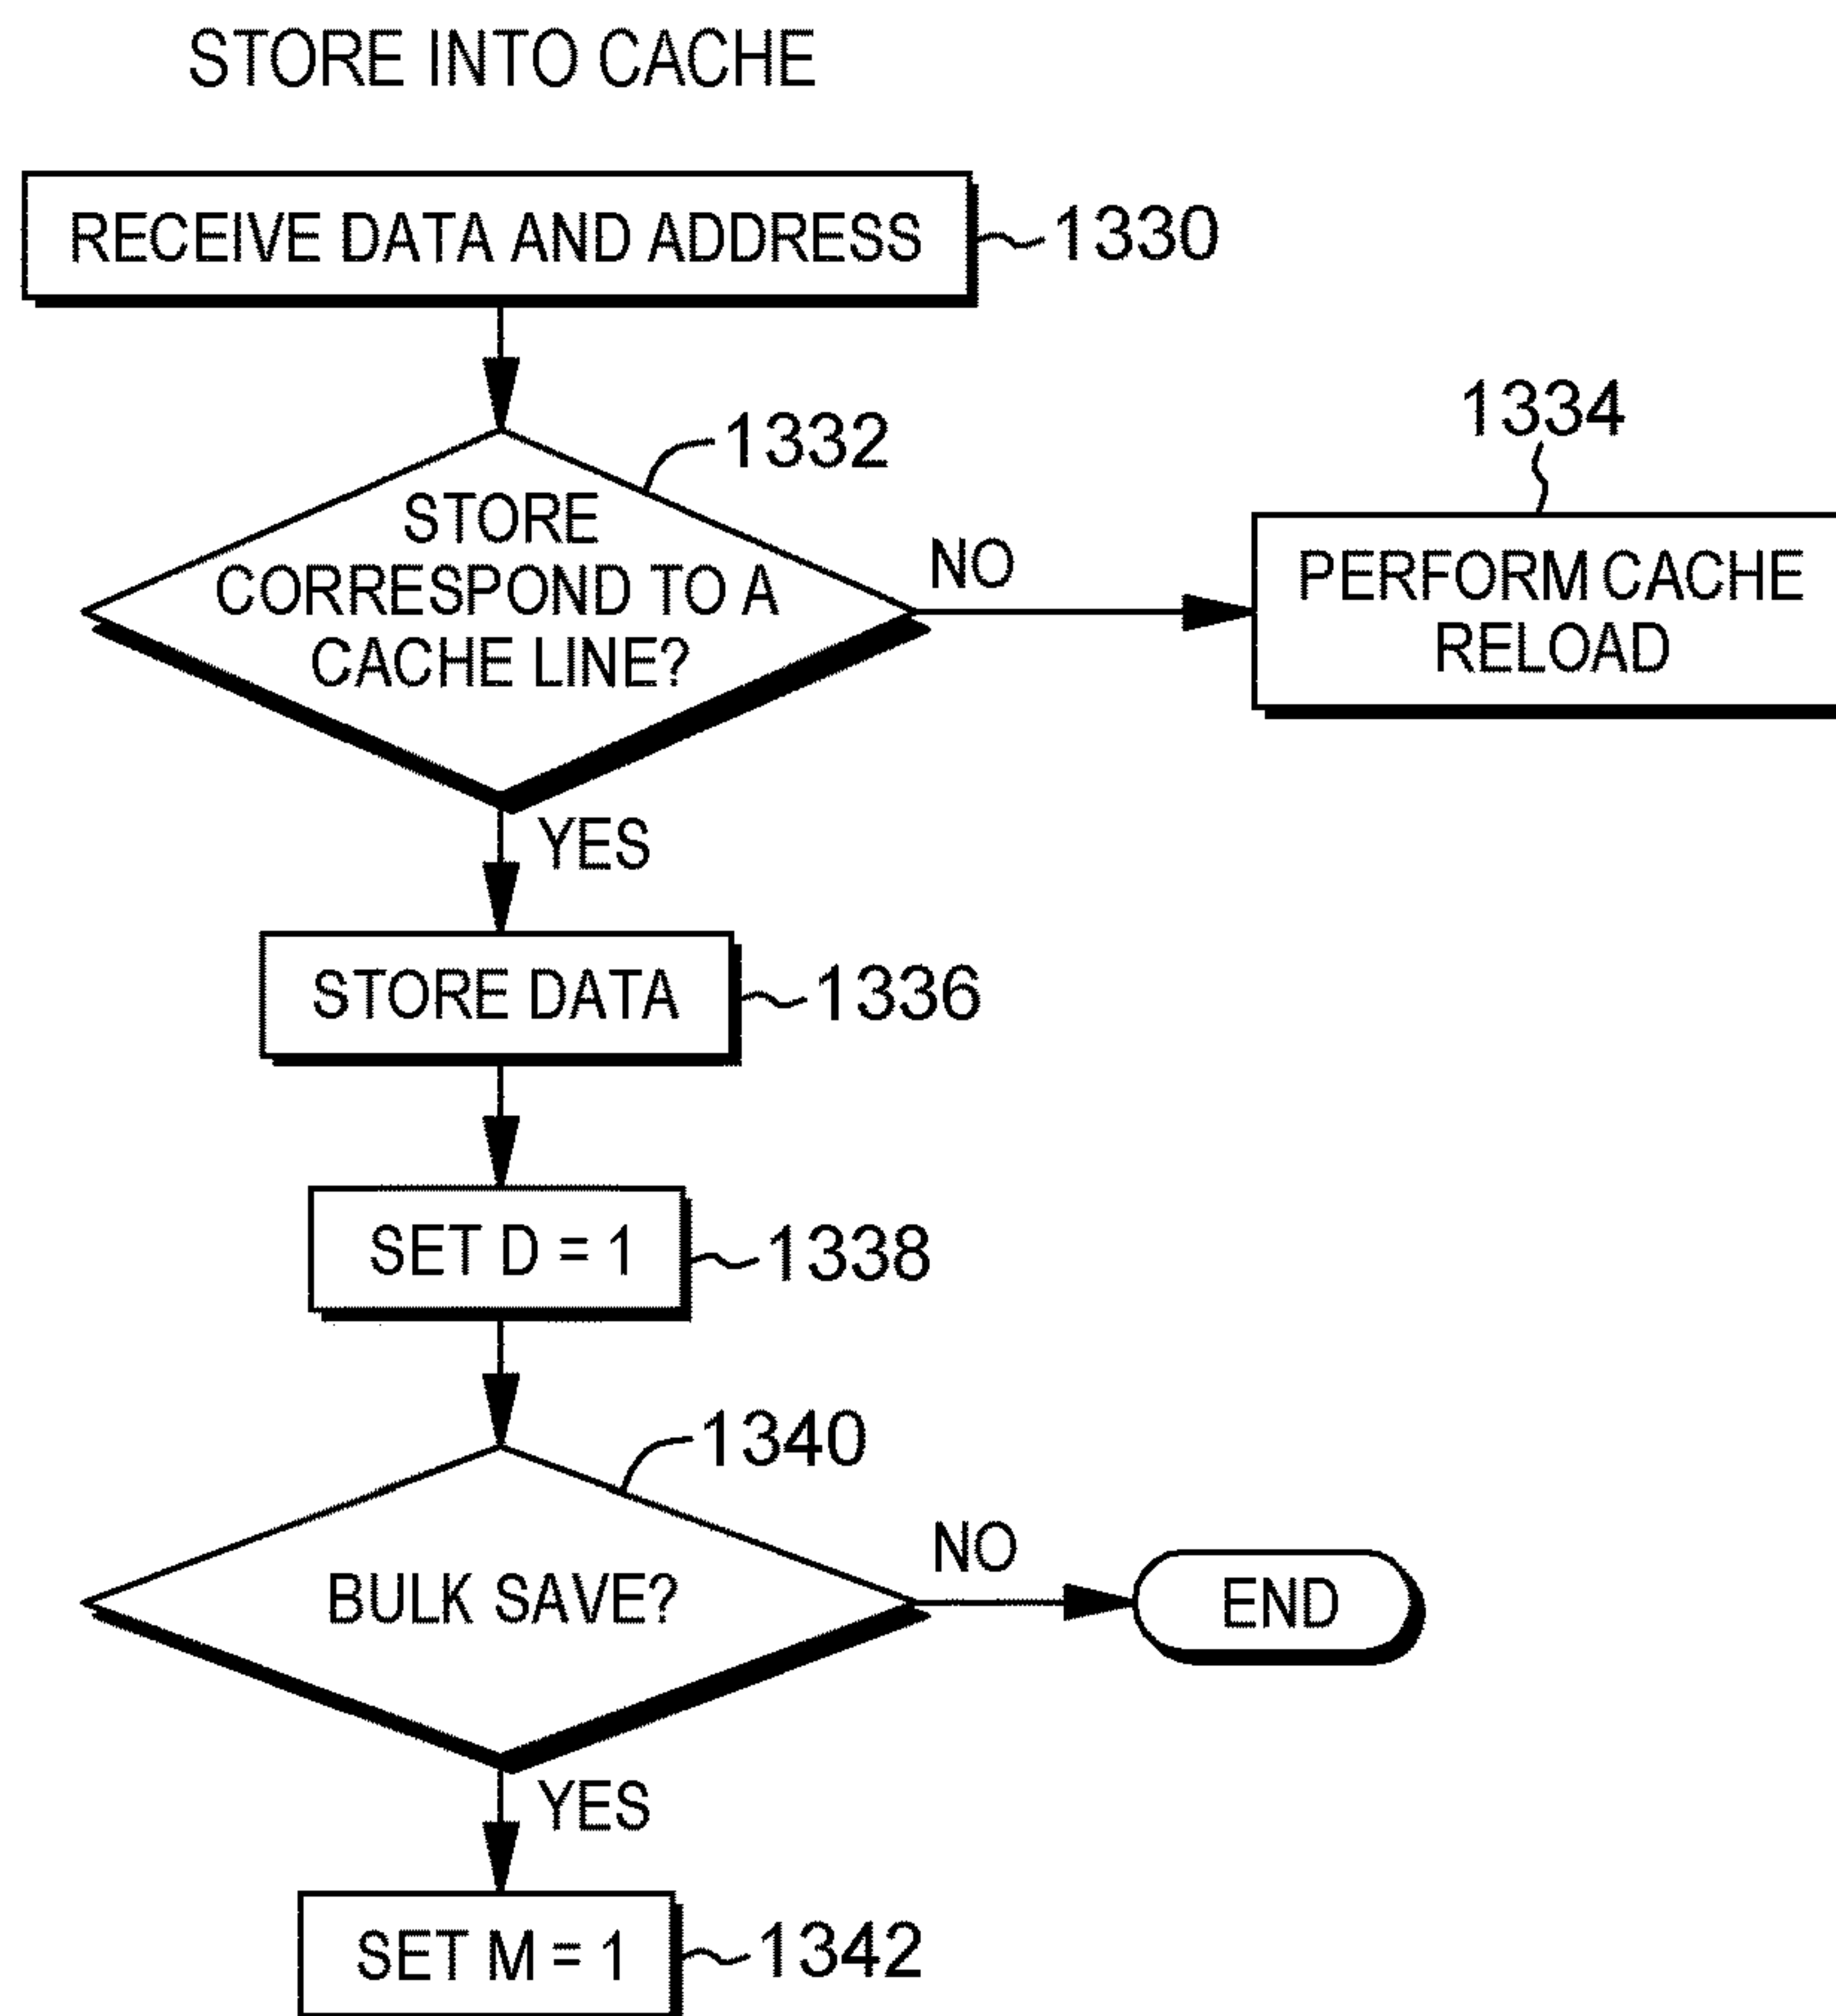 STORE INTO CACHE
RECEIVE DATA AND ADDRESS
1330
1332
STORE
CORRESPOND TO A
CACHE LINE?
NO
1334
PERFORM CACHE
RELOAD
YES
STORE DATA
1336
SET D = 1
1338
1340
BULK SAVE?
NO
END
YES
SET M = 1
1342